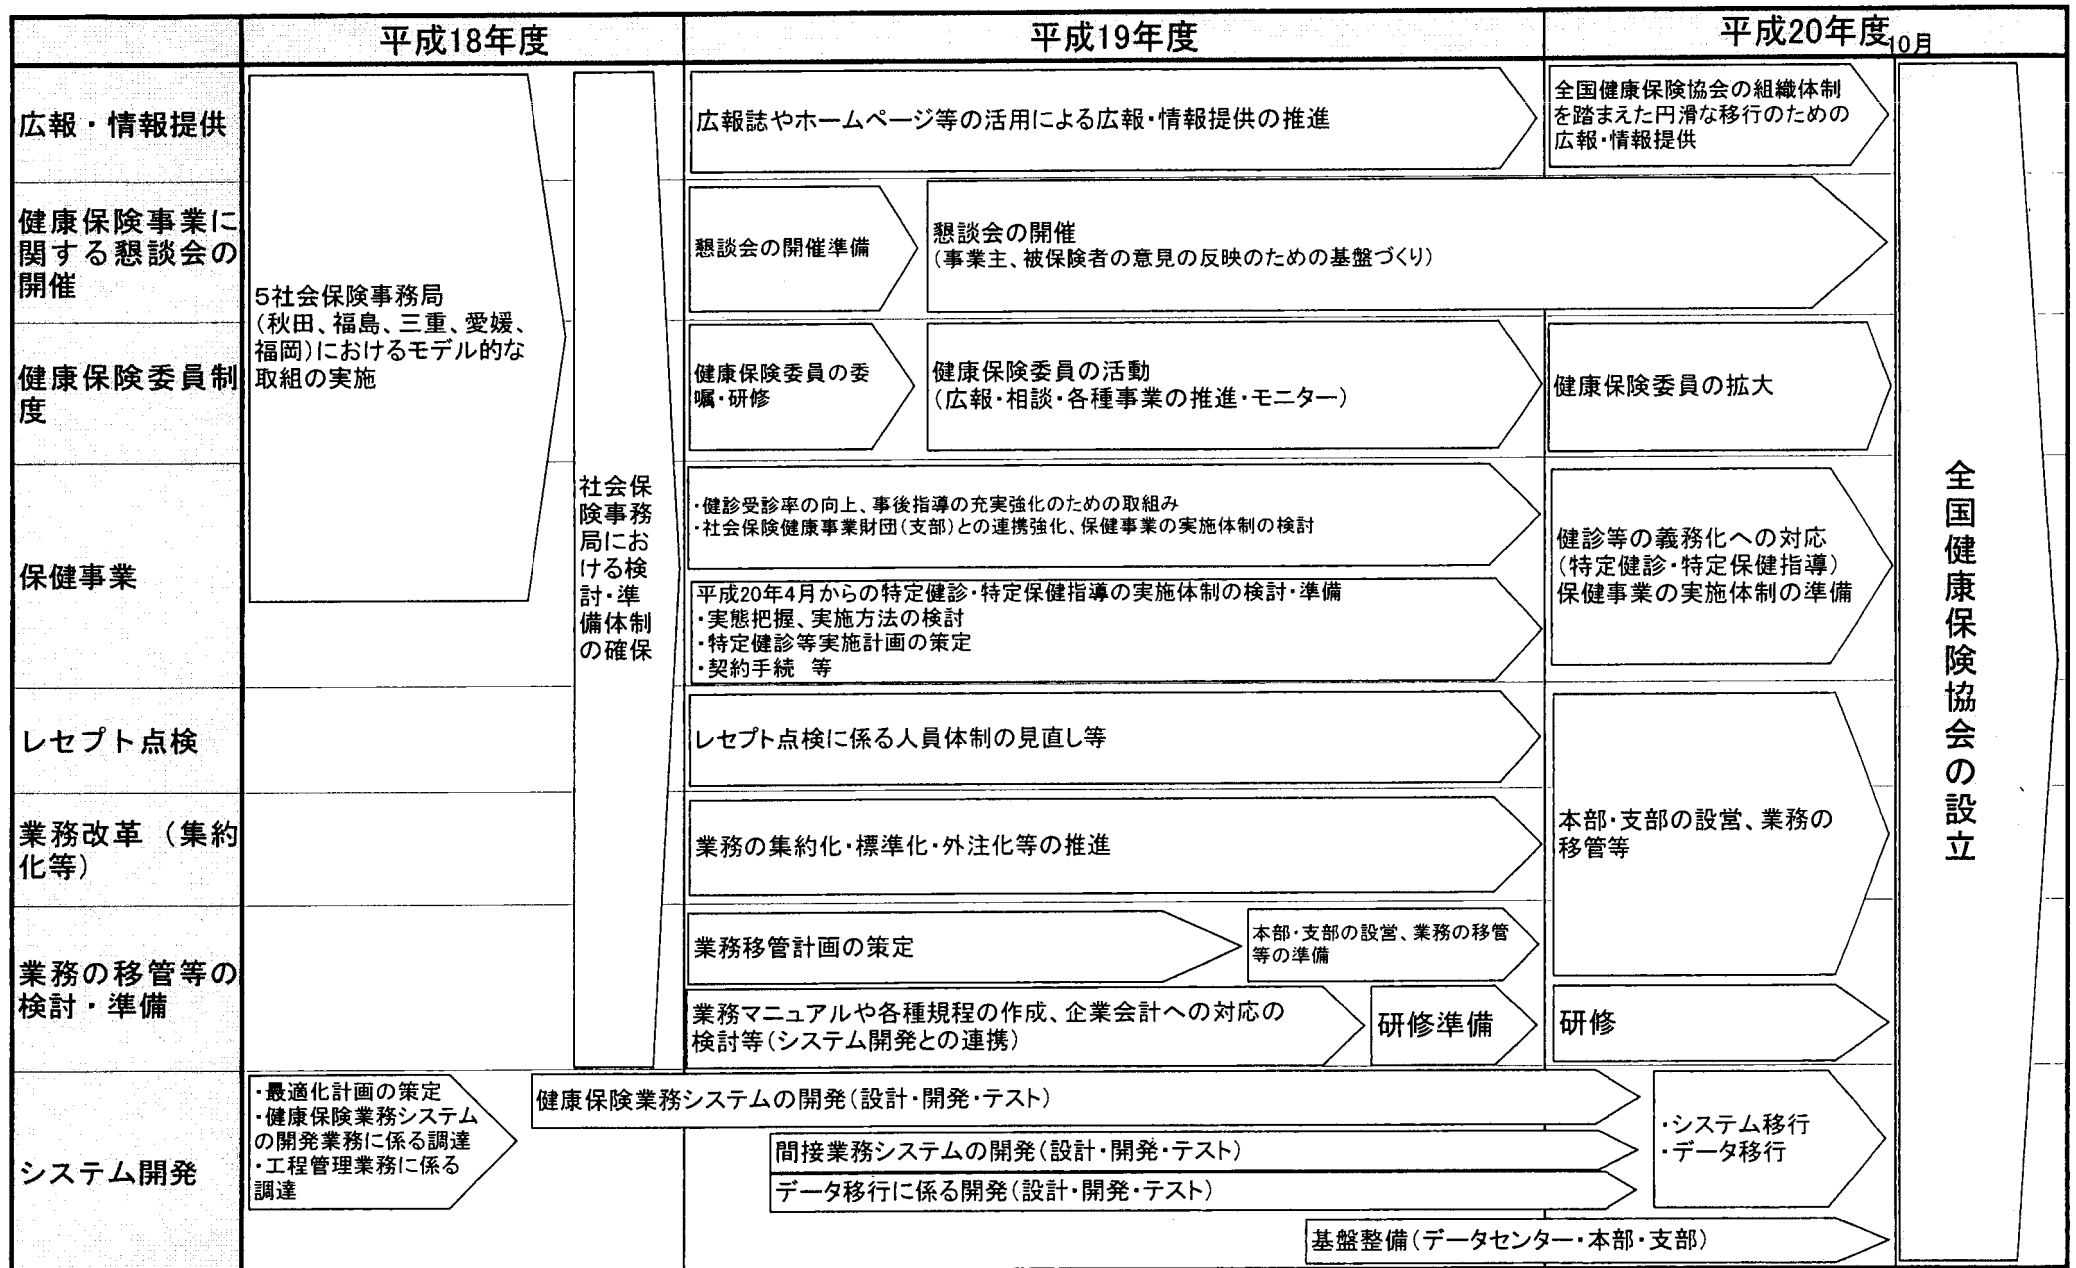 平成18年度
平成19年度
平成20年度
10月
広報・情報提供
5社会保険事務局
(秋田、福島、三重、愛媛、
福岡)におけるモデル的な
取組の実施
社会保
険事務
局にお
ける検
討・準
備体制
の確保
広報誌やホームページ等の活用による広報・情報提供の推進
全国健康保険協会の組織体制
を踏まえた円滑な移行のための
広報・情報提供
全国健康保険協会の設立
健康保険事業に
関する懇談会の
開催
懇談会の開催準備
懇談会の開催
(事業主、被保険者の意見の反映のための基盤づくり)
健康保険委員制
度
健康保険委員の委
嘱・研修
健康保険委員の活動
(広報・相談・各種事業の推進・モニター)
健康保険委員の拡大
保健事業
・健診受診率の向上、事後指導の充実強化のための取組み
・社会保険健康事業財団(支部)との連携強化、保健事業の実施体制の検討
平成20年4月からの特定健診・特定保健指導の実施体制の検討・準備
・実態把握、実施方法の検討
・特定健診等実施計画の策定
・契約手続　等
健診等の義務化への対応
(特定健診・特定保健指導)
保健事業の実施体制の準備
レセプト点検
レセプト点検に係る人員体制の見直し等
本部・支部の設営、業務の
移管等
業務改革（集約
化等）
業務の集約化・標準化・外注化等の推進
業務の移管等の
検討・準備
業務移管計画の策定
本部・支部の設営、業務の移管
等の準備
業務マニュアルや各種規程の作成、企業会計への対応の
検討等(システム開発との連携)
研修準備
研修
システム開発
・最適化計画の策定
・健康保険業務システム
の開発業務に係る調達
・工程管理業務に係る
調達
健康保険業務システムの開発(設計・開発・テスト)
間接業務システムの開発(設計・開発・テスト)
データ移行に係る開発(設計・開発・テスト)
・システム移行
・データ移行
基盤整備(データセンター・本部・支部)